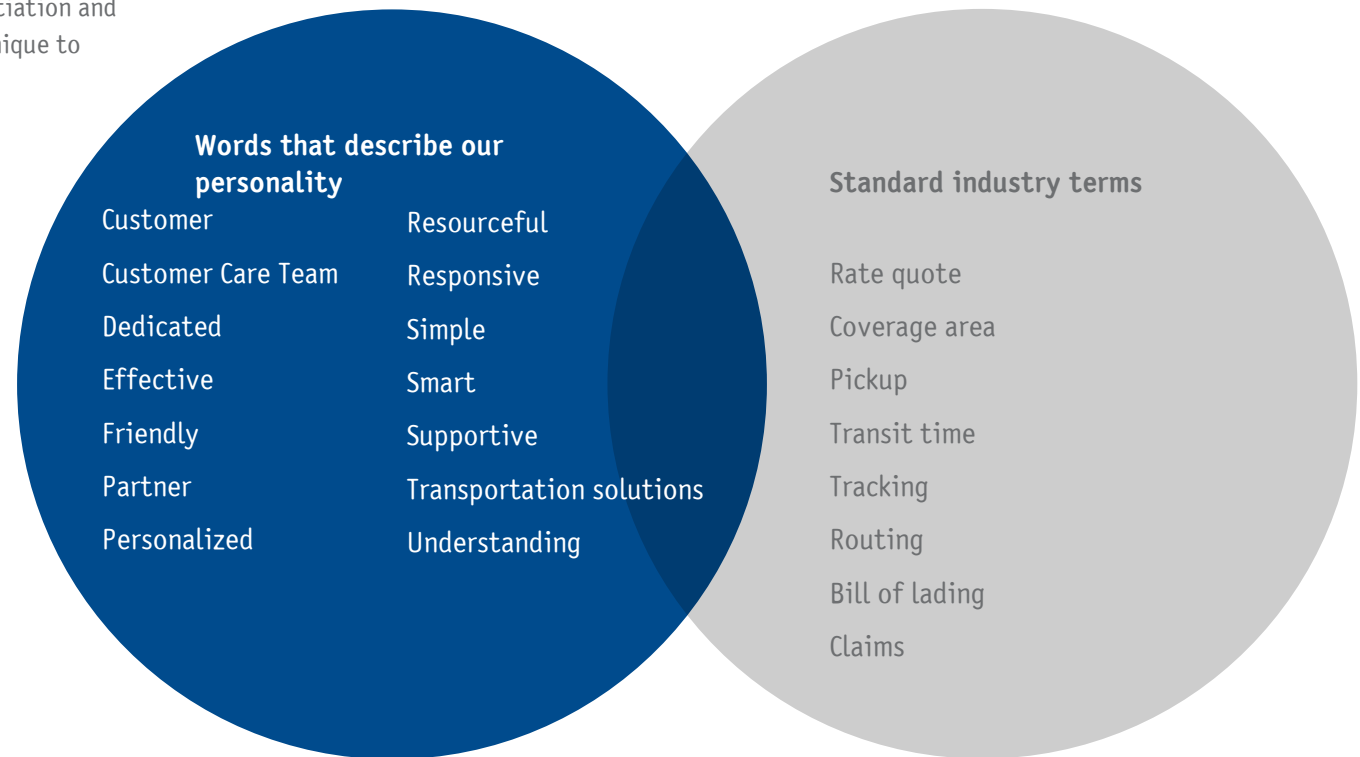 and
to
Words that describe our
personality
Customer
Customer Care Team
Dedicated
Effective
Friendly
Partner
Personalized
Resourceful
Responsive
Simple
Smart
Supportive
Transportation solutions
Understanding
Standard industry terms
Rate quote
Coverage area
Pickup
Transit time
Tracking
Routing
Bill of lading
Claims